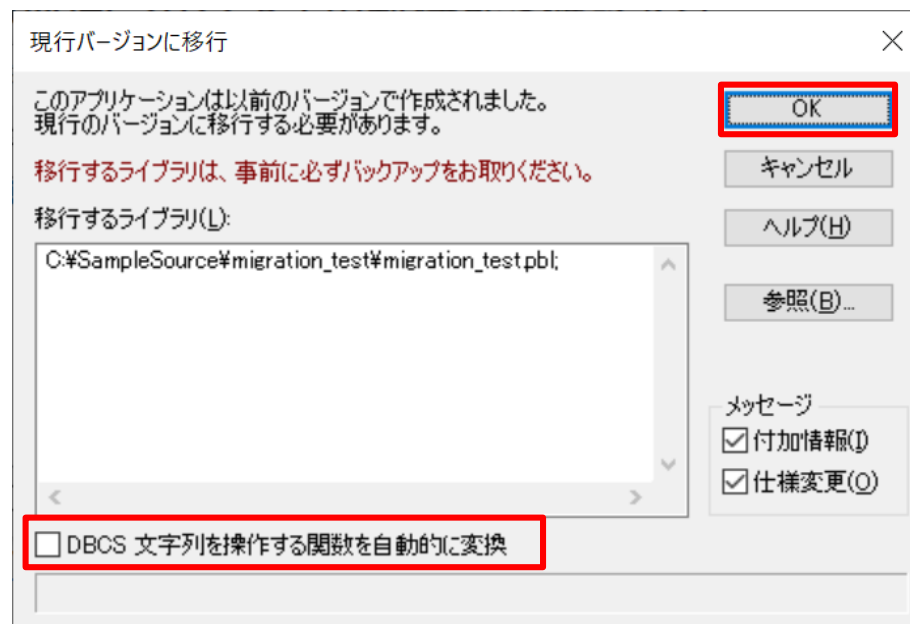 現行バージョンに移行
このアプリケーションは以前のバージョンで作成されました。
現行のバージョンに移行する必要があります。
移行するライブラリは、事前に必ずバックアップをお取りください。
移行するライブラリ(L):
C:¥SampleSource¥migration_test¥migration_test.pbl;
OK
キャンセル
ヘルプ(H)
参照(B)...
メッセージ
付加情報(I)
仕様変更(O)
DBCS 文字列を操作する関数を自動的に変換